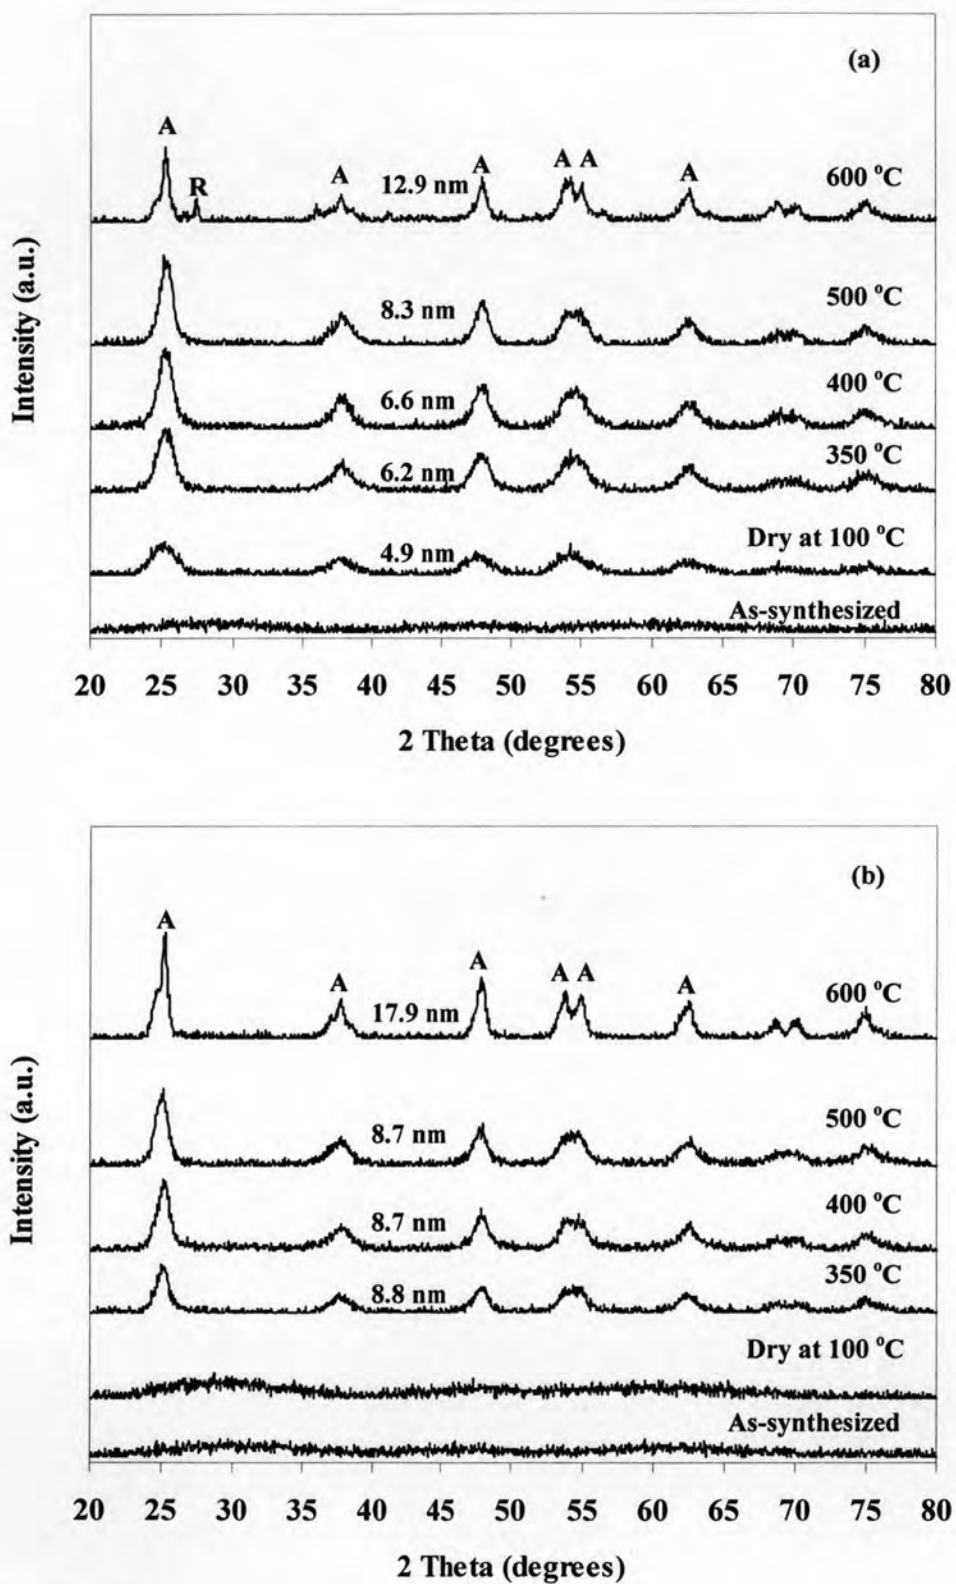 (a)
A
R
A
12.9 nm
A
A A
A
600 °C
8.3 nm
500 °C
6.6 nm
400 °C
6.2 nm
350 °C
4.9 nm
Dry at 100 °C
As-synthesized
Intensity (a.u.)
20 25 30 35 40 45 50 55 60 65 70 75 80
2 Theta (degrees)
(b)
A
A
17.9 nm
A
A A
A
600 °C
8.7 nm
500 °C
8.7 nm
400 °C
8.8 nm
350 °C
Dry at 100 °C
As-synthesized
Intensity (a.u.)
20 25 30 35 40 45 50 55 60 65 70 75 80
2 Theta (degrees)